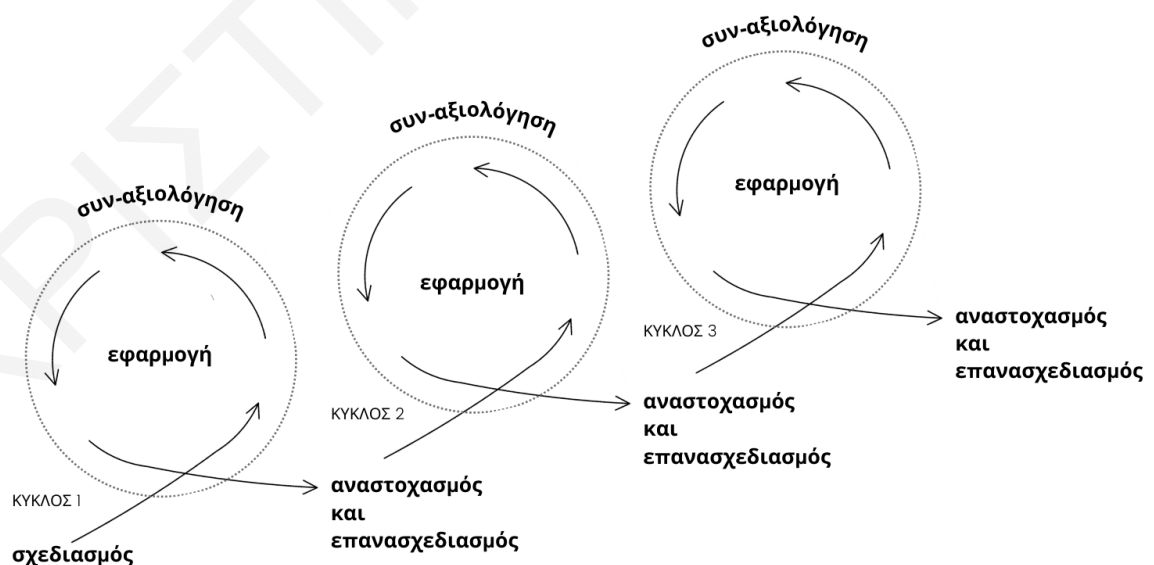 συν-αξιολόγηση
εφαρμογή
ΚΥΚΛΟΣ 1
σχεδιασμός
συν-αξιολόγηση
εφαρμογή
ΚΥΚΛΟΣ 2
αναστοχασμός
και
επανασχεδιασμός
συν-αξιολόγηση
εφαρμογή
ΚΥΚΛΟΣ 3
αναστοχασμός
και
επανασχεδιασμός
αναστοχασμός
και
επανασχεδιασμός